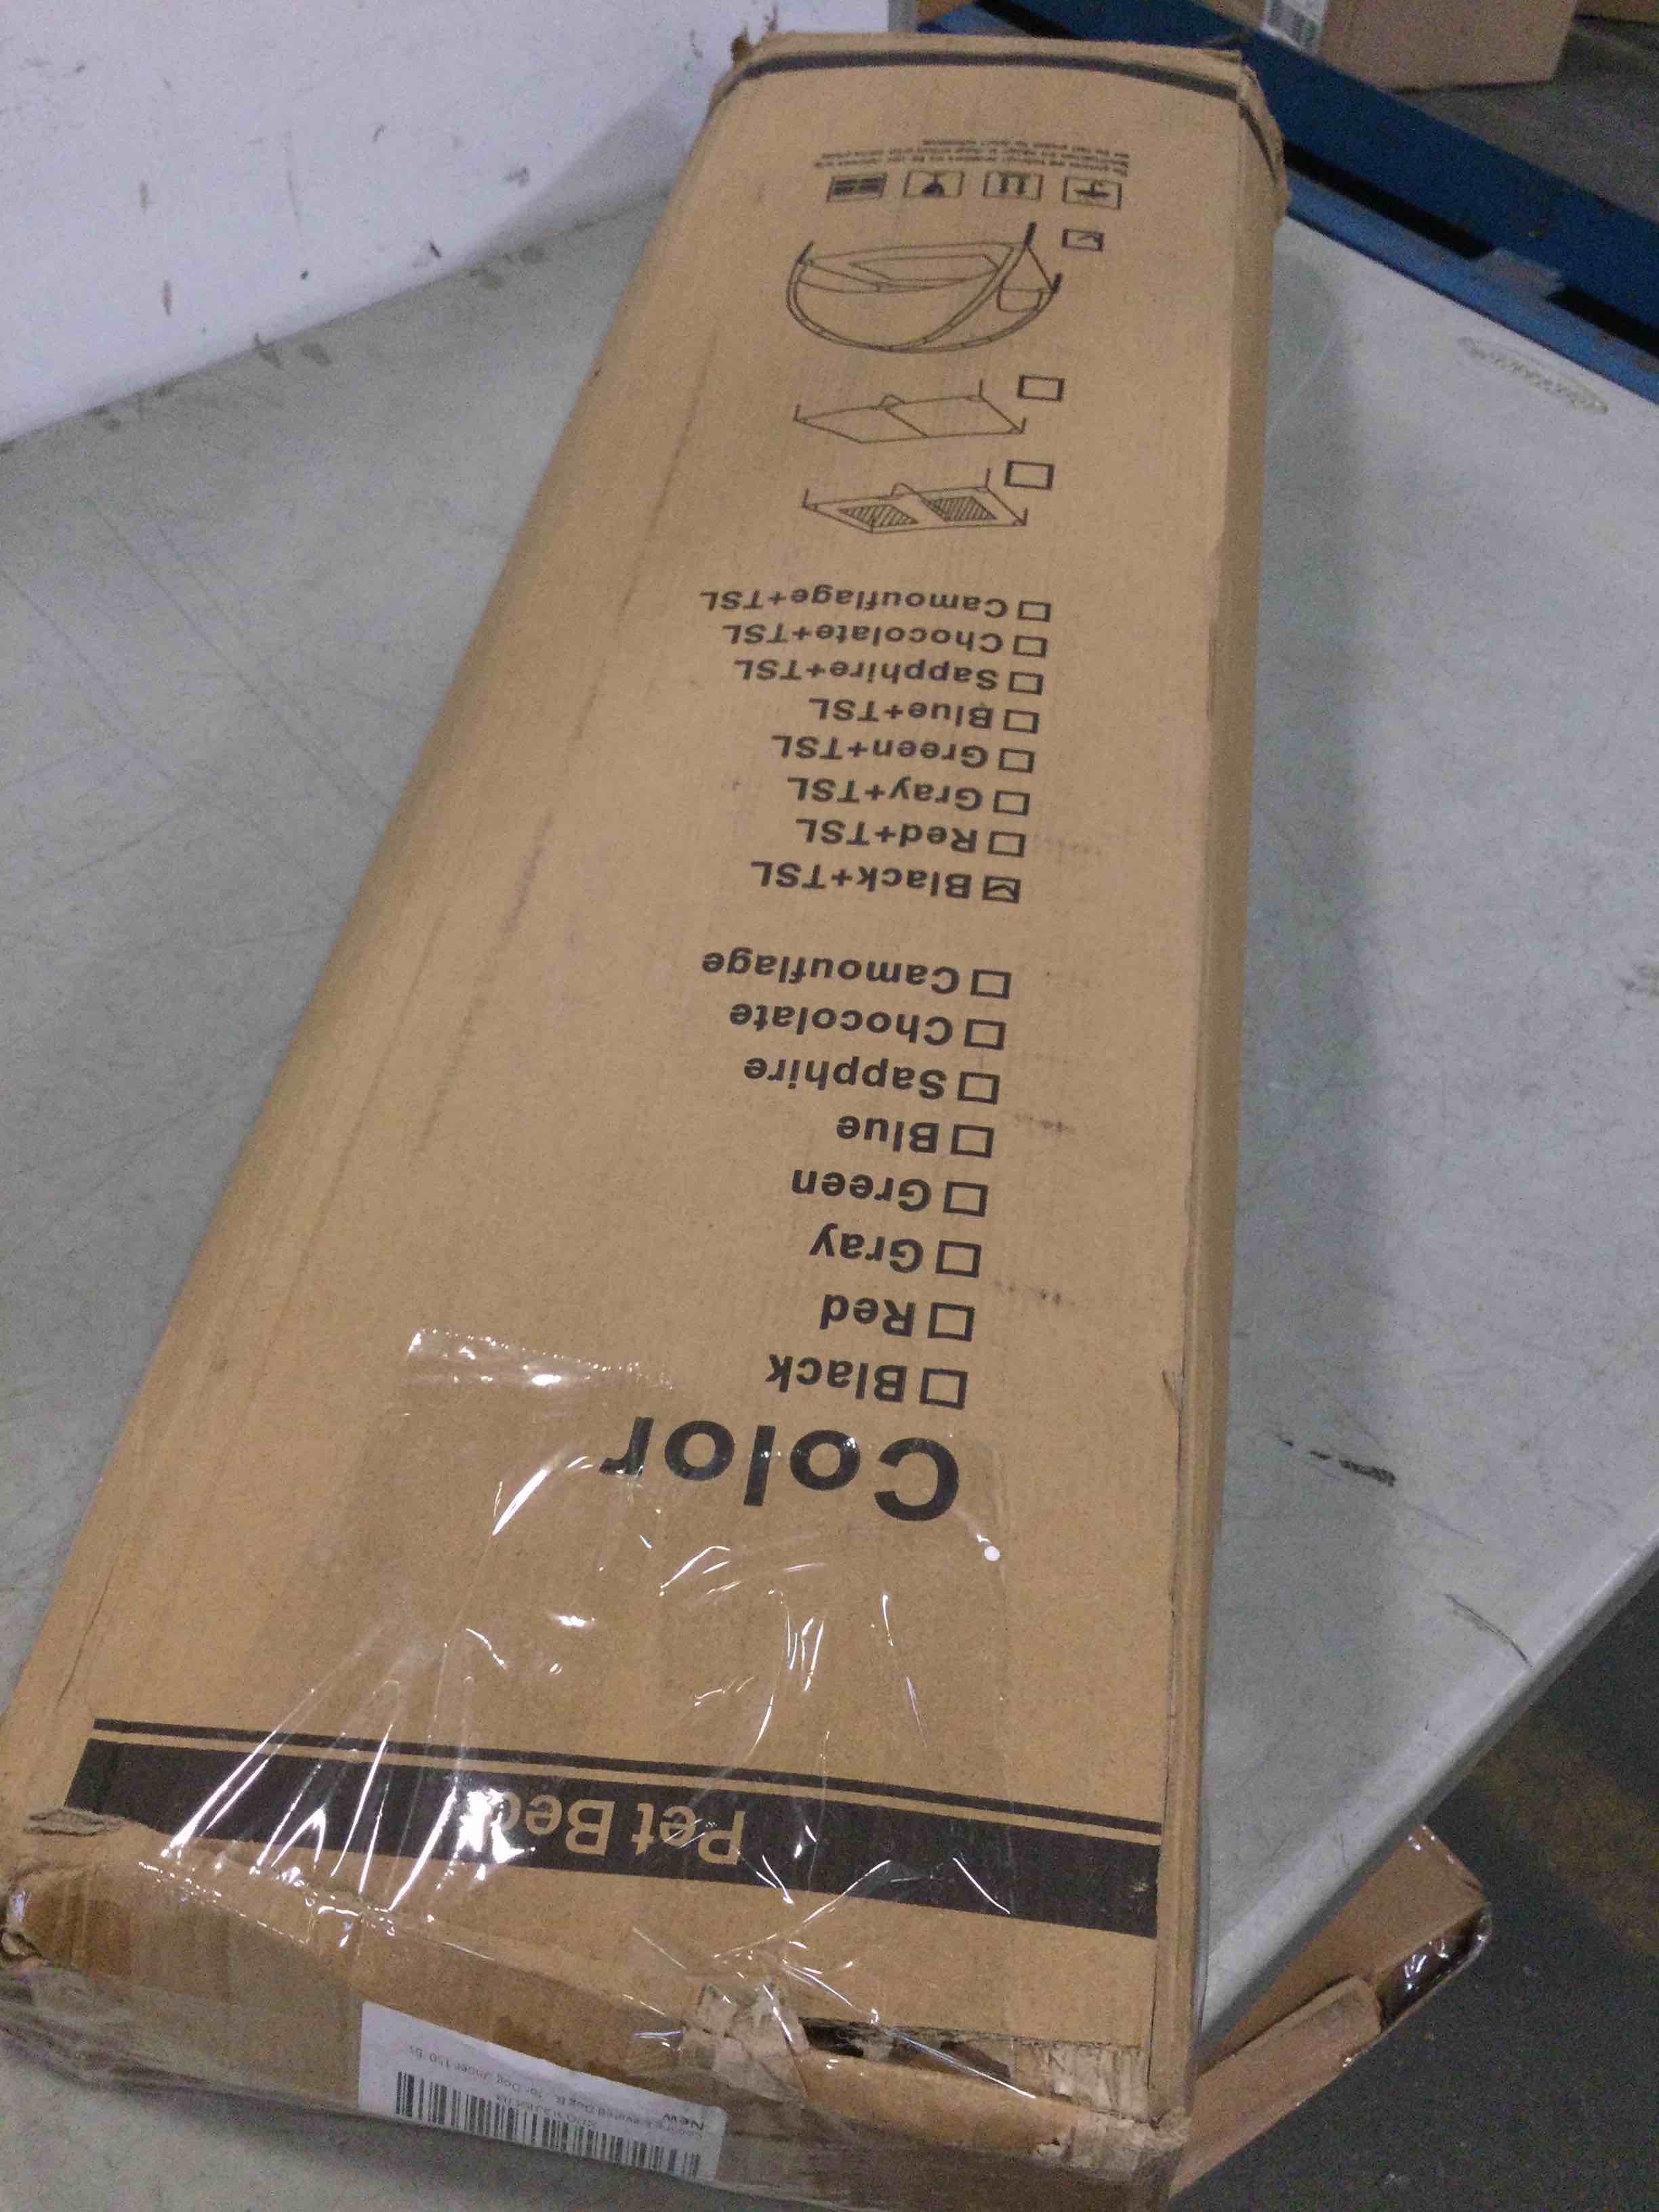 Pet Bed
Color
Black
Red
Gray
Green
Blue
Sapphire
Chocolate
Camouflage
Black+TSL
Red+TSL
Gray+TSL
Green+TSL
Blue+TSL
Sapphire+TSL
Chocolate+TSL
Camouflage+TSL
New